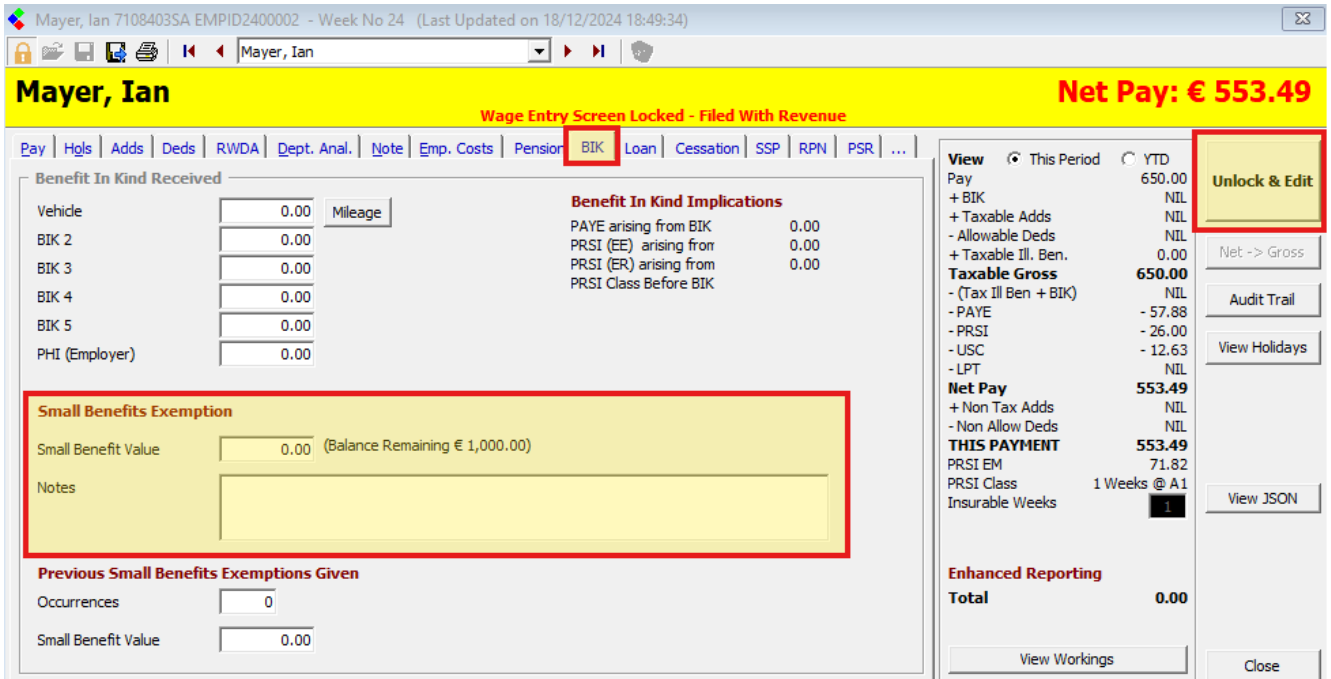 Mayer, Ian 7108403SA EMPID2400002 - Week No 24 (Last Updated on 18/12/2024 18:49:34)
Mayer, Ian
Mayer, Ian
Net Pay: € 553.49
Wage Entry Screen Locked - Filed With Revenue
Pay Hols Adds Deds RWDA Dept. Anal. Note Emp. Costs Pension BIK Loan Cessation SSP RPN PSR ...
Benefit In Kind Received
Vehicle 0.00 Mileage
BIK 2 0.00
BIK 3 0.00
BIK 4 0.00
BIK 5 0.00
PHI (Employer) 0.00
Benefit In Kind Implications
PAYE arising from BIK 0.00
PRSI (EE) arising from 0.00
PRSI (ER) arising from 0.00
PRSI Class Before BIK
Small Benefits Exemption
Small Benefit Value 0.00 (Balance Remaining € 1,000.00)
Notes
Previous Small Benefits Exemptions Given
Occurrences 0
Small Benefit Value 0.00
View This Period YTD
Pay 650.00
+ BIK NIL
+ Taxable Adds NIL
- Allowable Deds NIL
+ Taxable Ill. Ben. 0.00
Taxable Gross 650.00
- (Tax Ill Ben + BIK) NIL
- PAYE - 57.88
- PRSI - 26.00
- USC - 12.63
- LPT NIL
Net Pay 553.49
+ Non Tax Adds NIL
- Non Allow Deds NIL
THIS PAYMENT 553.49
PRSI EM 71.82
PRSI Class 1 Weeks @ A1
Insurable Weeks 1
Enhanced Reporting
Total 0.00
View Workings
Unlock & Edit
Net -> Gross
Audit Trail
View Holidays
View JSON
Close